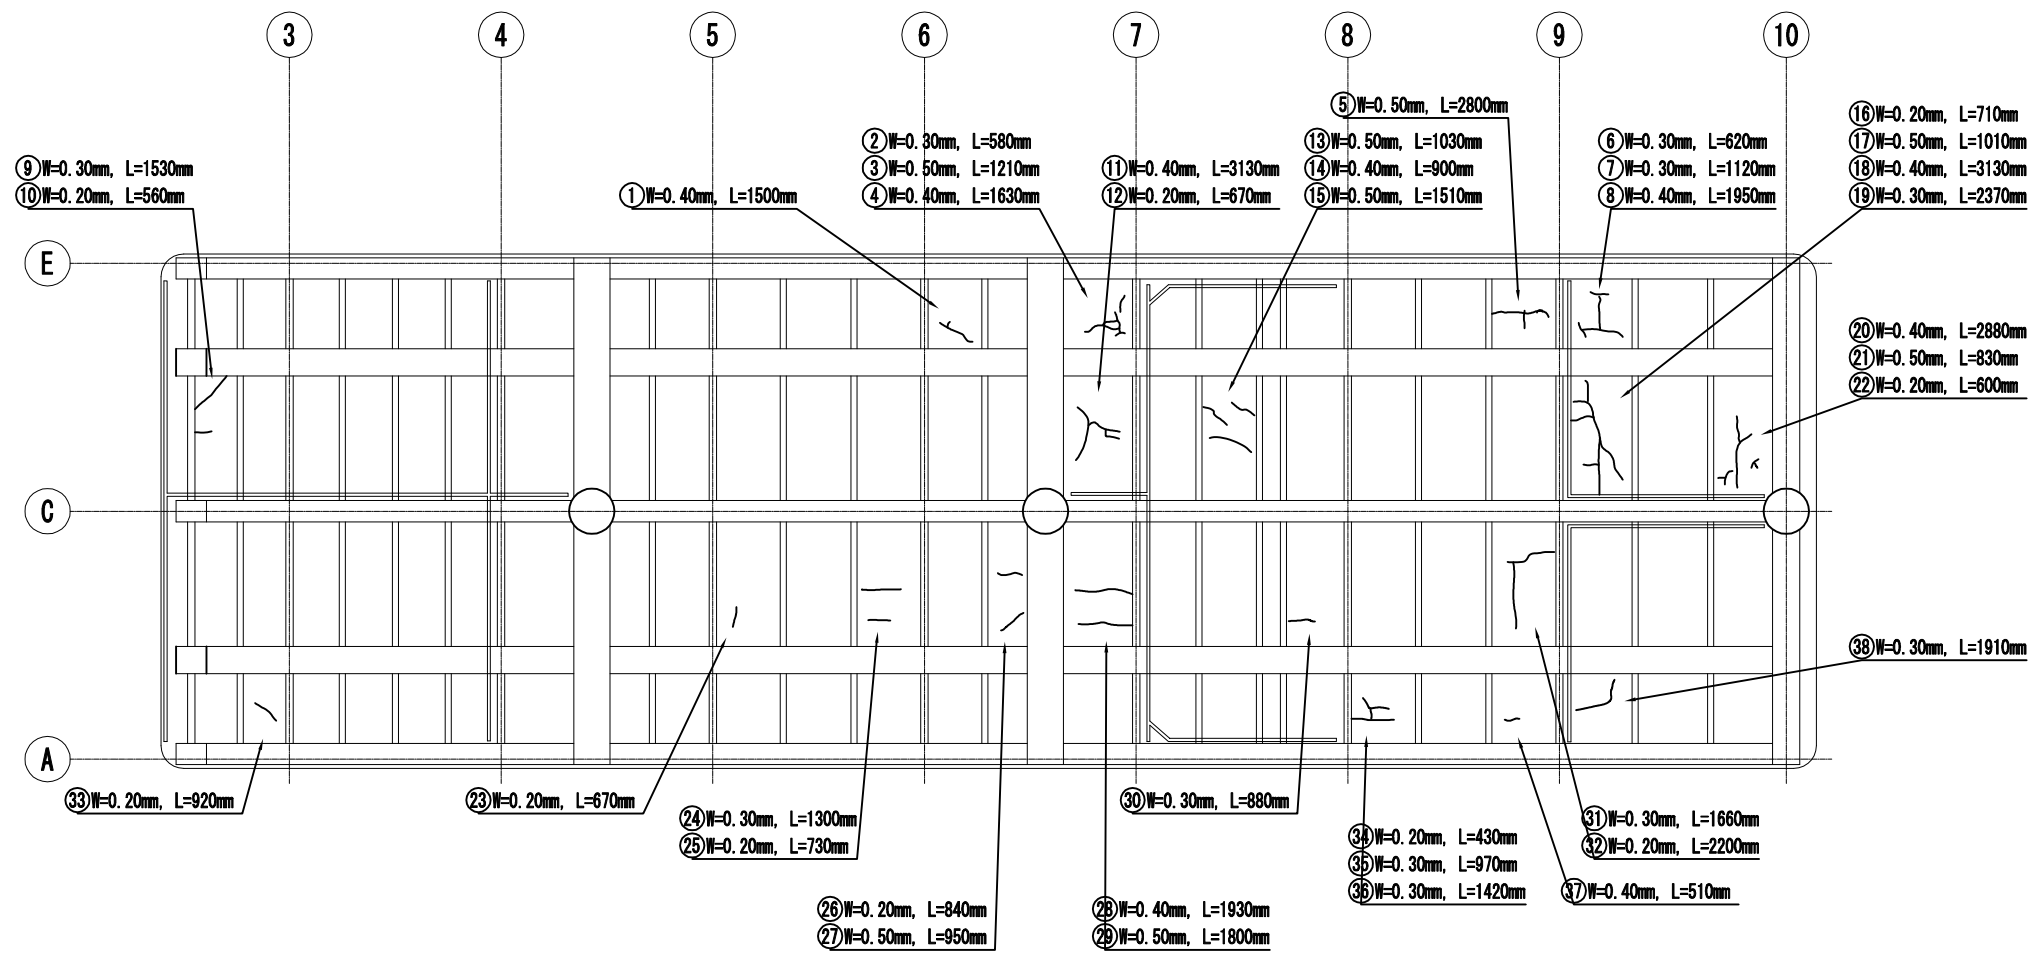 3 4 5 6 7 8 9 10
⑤W=0.50mm, L=2800mm
⑨W=0.30mm, L=1530mm
⑩W=0.20mm, L=560mm
①W=0.40mm, L=1500mm
②W=0.30mm, L=580mm
③W=0.50mm, L=1210mm
④W=0.40mm, L=1630mm
⑪W=0.40mm, L=3130mm
⑫W=0.20mm, L=670mm
⑬W=0.50mm, L=1030mm
⑭W=0.40mm, L=900mm
⑮W=0.50mm, L=1510mm
⑥W=0.30mm, L=620mm
⑦W=0.30mm, L=1120mm
⑧W=0.40mm, L=1950mm
⑯W=0.20mm, L=710mm
⑰W=0.50mm, L=1010mm
⑱W=0.40mm, L=3130mm
⑲W=0.30mm, L=2370mm
E
⑳W=0.40mm, L=2880mm
㉑W=0.50mm, L=830mm
㉒W=0.20mm, L=600mm
C
㊳W=0.30mm, L=1910mm
A
㉝W=0.20mm, L=920mm
㉓W=0.20mm, L=670mm
㉔W=0.30mm, L=1300mm
㉕W=0.20mm, L=730mm
㉖W=0.20mm, L=840mm
㉗W=0.50mm, L=950mm
㉘W=0.40mm, L=1930mm
㉙W=0.50mm, L=1800mm
㉚W=0.30mm, L=880mm
㉞W=0.20mm, L=430mm
㉟W=0.30mm, L=970mm
㊱W=0.30mm, L=1420mm
㉛W=0.30mm, L=1660mm
㉜W=0.20mm, L=2200mm
㊲W=0.40mm, L=510mm